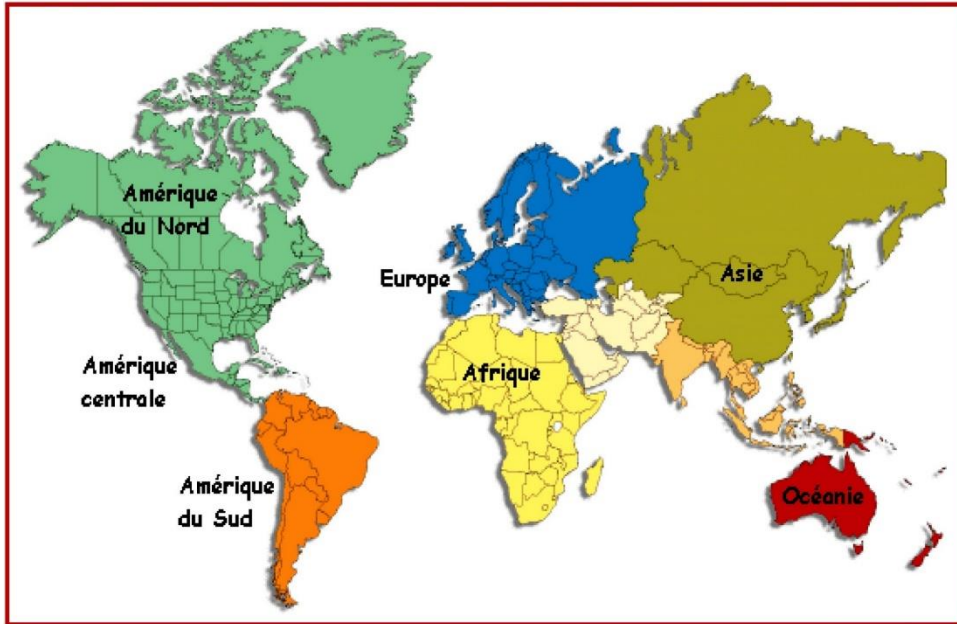 Amérique
du Nord
Europe
Asie
Amérique
centrale
Afrique
Amérique
du Sud
Océanie